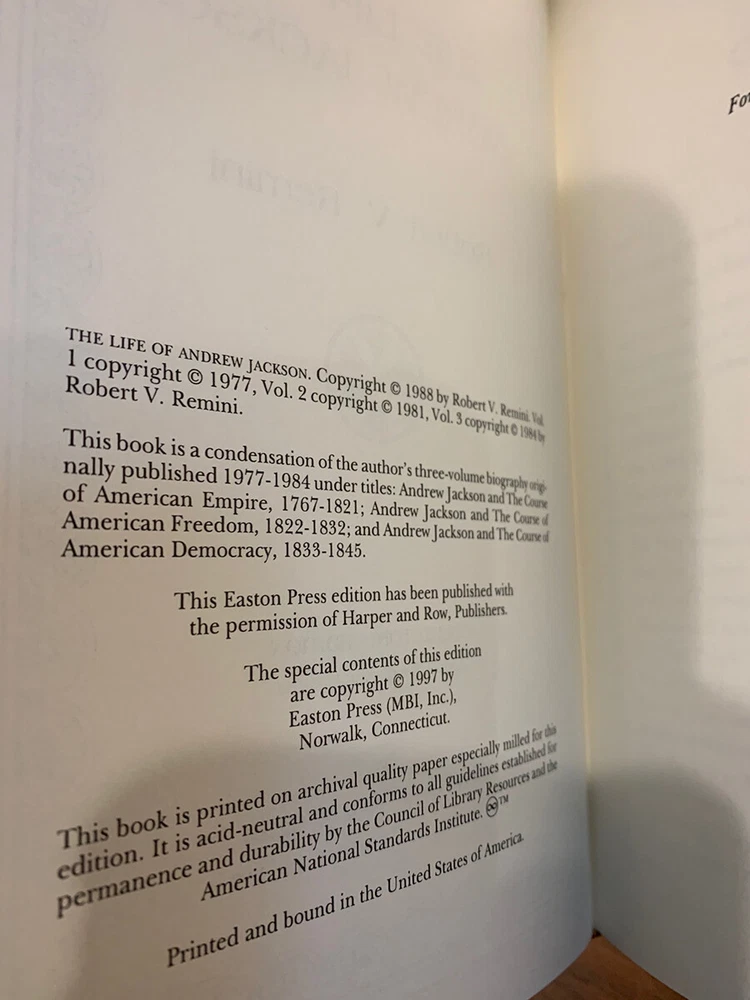 THE LIFE OF ANDREW JACKSON. Copyright © 1988 by Robert V. Remini. Vol.
1 copyright © 1977, Vol. 2 copyright © 1981, Vol. 3 copyright © 1984 by
Robert V. Remini.
This book is a condensation of the author's three-volume biography origi-
nally published 1977-1984 under titles: Andrew Jackson and The Course
of American Empire, 1767-1821; Andrew Jackson and The Course of
American Freedom, 1822-1832; and Andrew Jackson and The Course of
American Democracy, 1833-1845.
This Easton Press edition has been published with
the permission of Harper and Row, Publishers.
The special contents of this edition
are copyright © 1997 by
Easton Press (MBI, Inc.),
Norwalk, Connecticut.
This book is printed on archival quality paper especially milled for this
edition. It is acid-neutral and conforms to all guidelines established for
permanence and durability by the Council of Library Resources and the
American National Standards Institute. ♾™
Printed and bound in the United States of America.